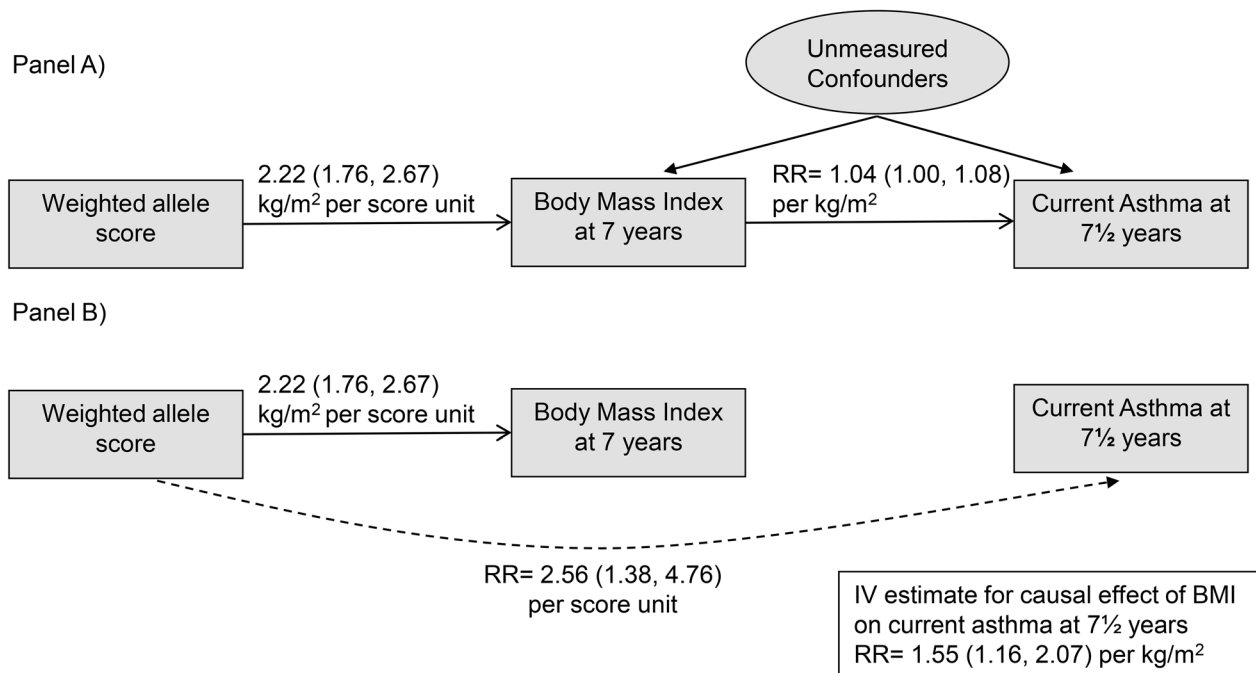 Panel A)
Unmeasured
Confounders
Weighted allele
score
2.22 (1.76, 2.67)
kg/m² per score unit
Body Mass Index
at 7 years
RR= 1.04 (1.00, 1.08)
per kg/m²
Current Asthma at
7½ years
Panel B)
Weighted allele
score
2.22 (1.76, 2.67)
kg/m² per score unit
Body Mass Index
at 7 years
Current Asthma at
7½ years
RR= 2.56 (1.38, 4.76)
per score unit
IV estimate for causal effect of BMI
on current asthma at 7½ years
RR= 1.55 (1.16, 2.07) per kg/m²